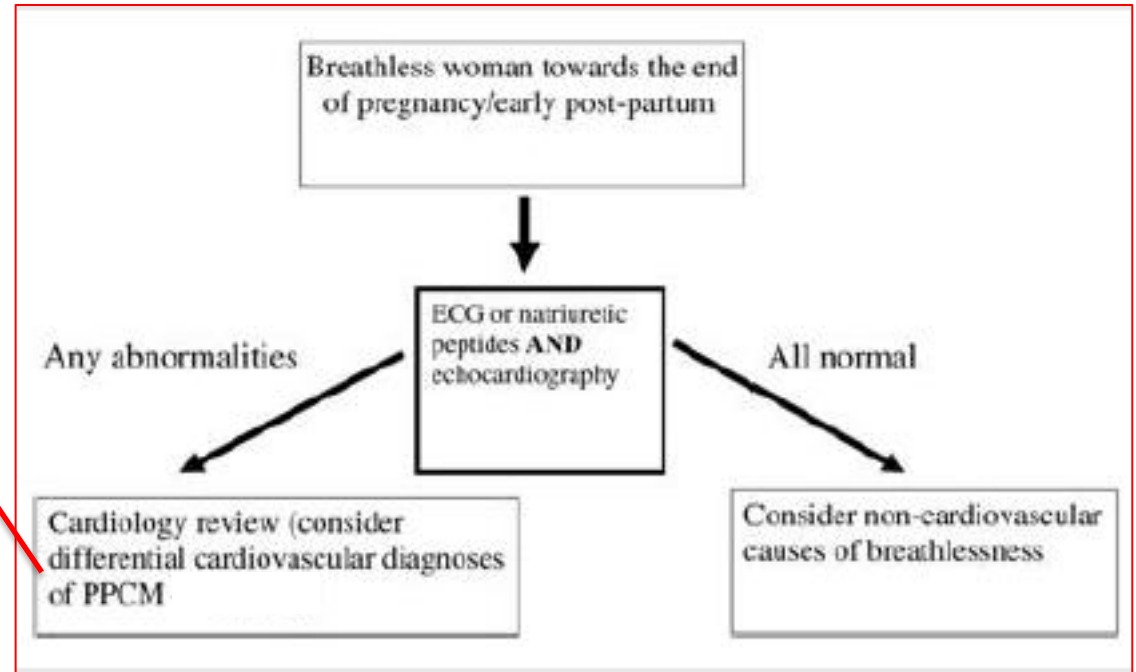 Breathless woman towards the end
of pregnancy/early post-partum
ECG or natriuretic
peptides AND
echocardiography
Any abnormalities
All normal
Cardiology review (consider
differential cardiovascular diagnoses
of PPCM
Consider non-cardiovascular
causes of breathlessness